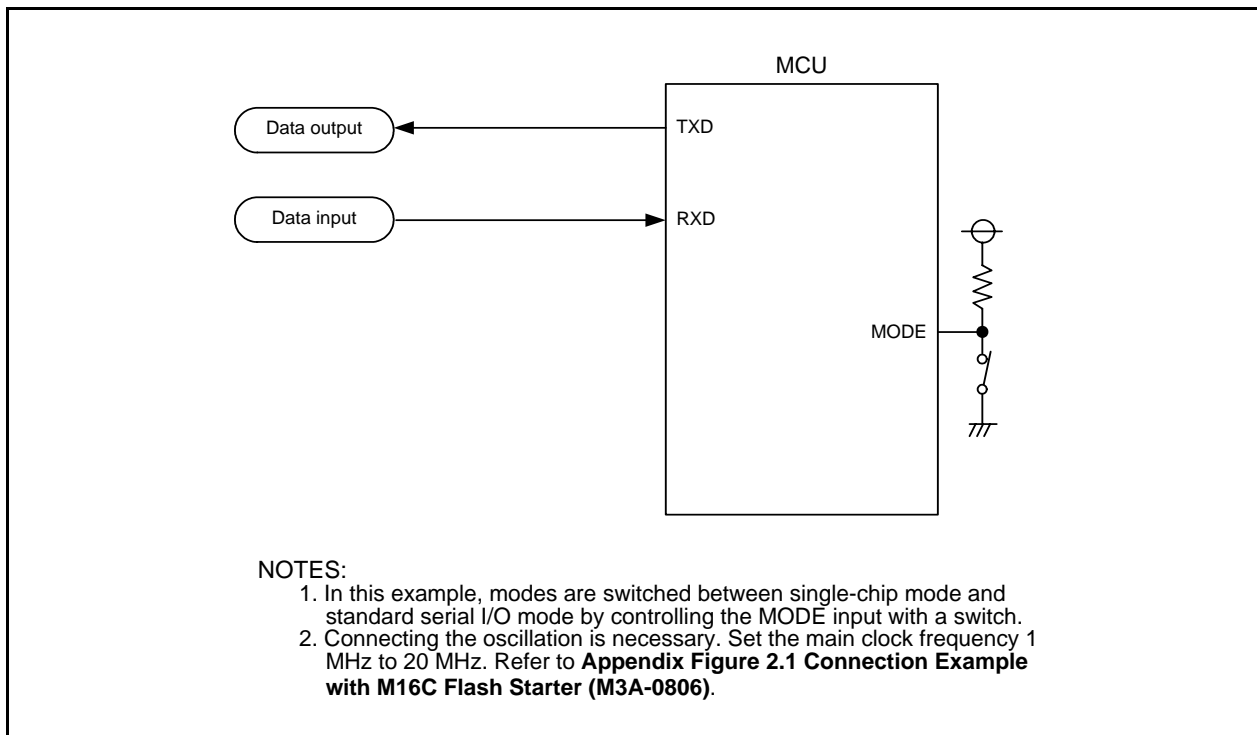 MCU
Data output
TXD
Data input
RXD
MODE
NOTES:
1. In this example, modes are switched between single-chip mode and
standard serial I/O mode by controlling the MODE input with a switch.
2. Connecting the oscillation is necessary. Set the main clock frequency 1
MHz to 20 MHz. Refer to Appendix Figure 2.1 Connection Example
with M16C Flash Starter (M3A-0806).